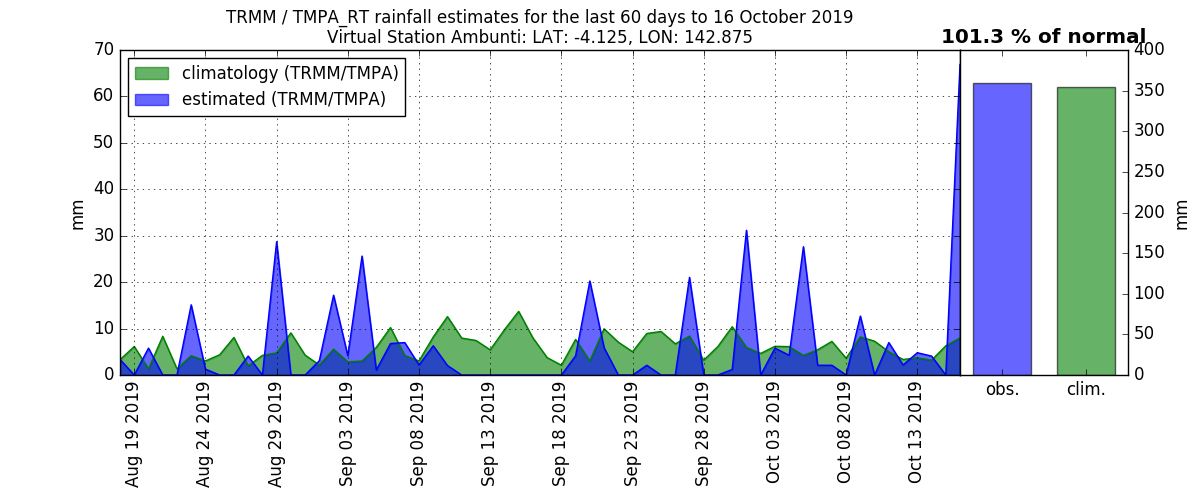 TRMM / TMPA_RT rainfall estimates for the last 60 days to 16 October 2019
Virtual Station Ambunti: LAT: -4.125, LON: 142.875
101.3 % of normal
climatology (TRMM/TMPA)
estimated (TRMM/TMPA)
mm
70
60
50
40
30
20
10
0
Aug 19 2019
Aug 24 2019
Aug 29 2019
Sep 03 2019
Sep 08 2019
Sep 13 2019
Sep 18 2019
Sep 23 2019
Sep 28 2019
Oct 03 2019
Oct 08 2019
Oct 13 2019
obs.
clim.
400
350
300
250
200
150
100
50
0
mm